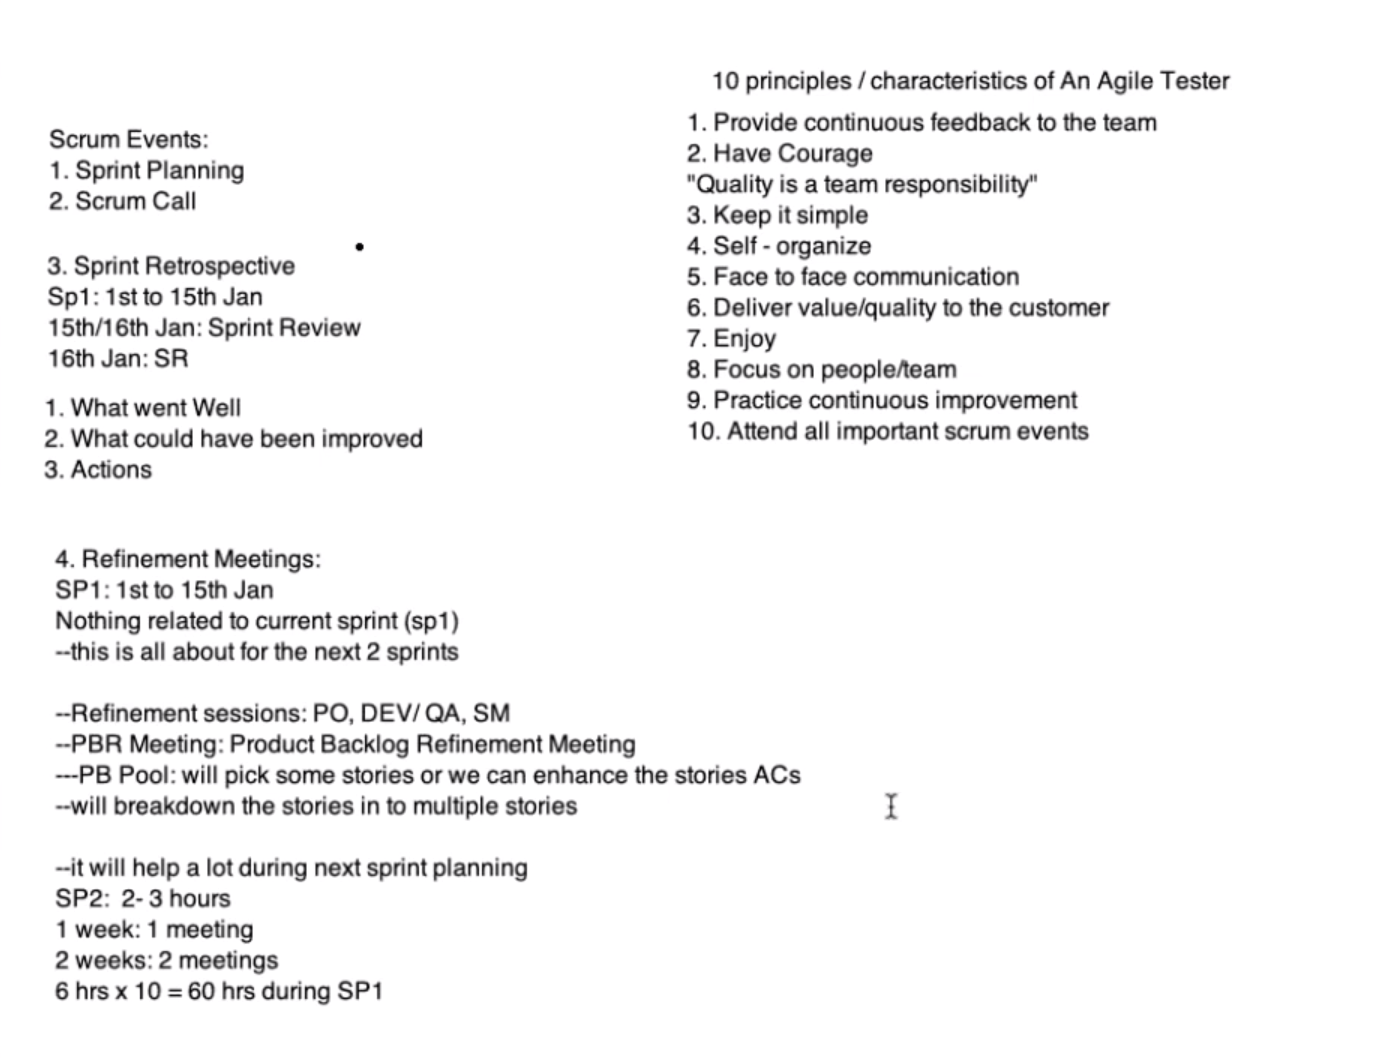 Scrum Events:
1. Sprint Planning
2. Scrum Call
3. Sprint Retrospective
Sp1: 1st to 15th Jan
15th/16th Jan: Sprint Review
16th Jan: SR
1. What went Well
2. What could have been improved
3. Actions
4. Refinement Meetings:
SP1: 1st to 15th Jan
Nothing related to current sprint (sp1)
--this is all about for the next 2 sprints
--Refinement sessions: PO, DEV/ QA, SM
--PBR Meeting: Product Backlog Refinement Meeting
---PB Pool: will pick some stories or we can enhance the stories ACs
--will breakdown the stories in to multiple stories
--it will help a lot during next sprint planning
SP2:  2- 3 hours
1 week: 1 meeting
2 weeks: 2 meetings
6 hrs x 10 = 60 hrs during SP1
10 principles / characteristics of An Agile Tester
1. Provide continuous feedback to the team
2. Have Courage
"Quality is a team responsibility"
3. Keep it simple
4. Self - organize
5. Face to face communication
6. Deliver value/quality to the customer
7. Enjoy
8. Focus on people/team
9. Practice continuous improvement
10. Attend all important scrum events